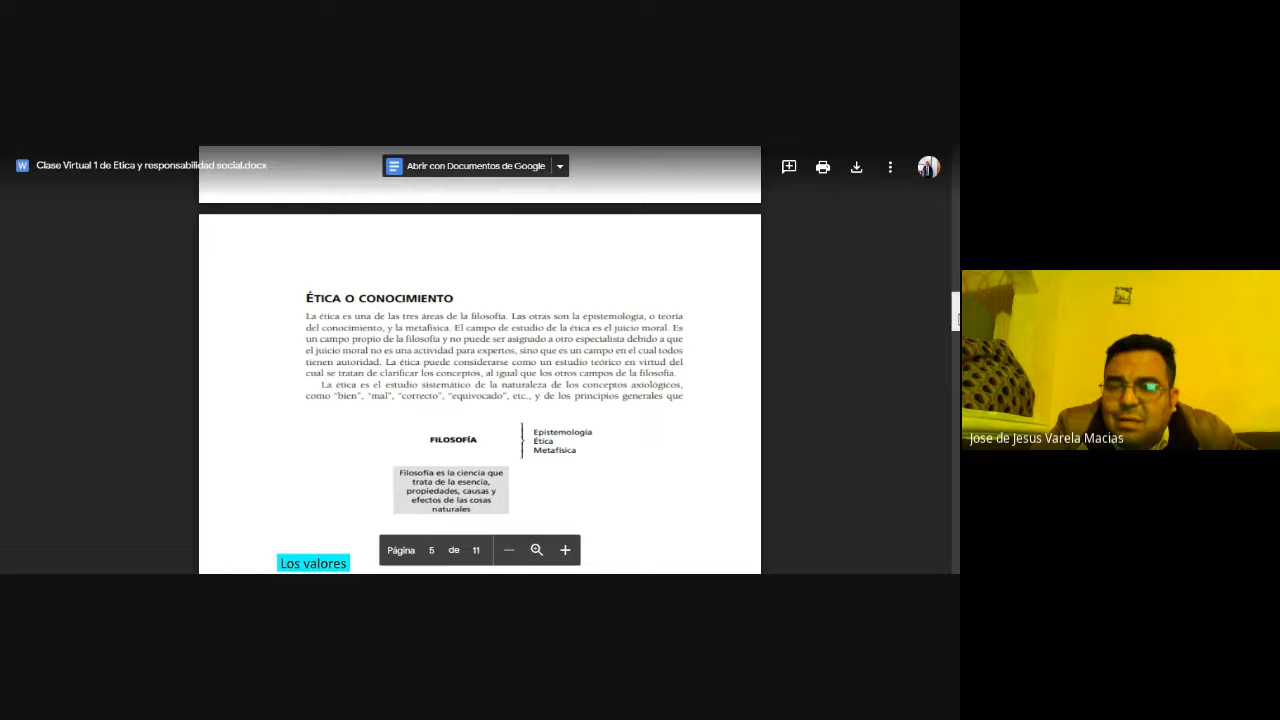 Clase Virtual 1 de Etica y responsabilidad social.docx
Abrir con Documentos de Google
ÉTICA O CONOCIMIENTO
La ética es una de las tres áreas de la filosofía. Las otras son la epistemología, o teoría
del conocimiento, y la metafísica. El campo de estudio de la ética es el juicio moral. Es
un campo propio de la filosofía y no puede ser asignado a otro especialista debido a que
el juicio moral no es una actividad para expertos, sino que es un campo en el cual todos
tienen autoridad. La ética puede considerarse como un estudio teórico en virtud del
cual se tratan de clarificar los conceptos, al igual que los otros campos de la filosofía.
La ética es el estudio sistemático de la naturaleza de los conceptos axiológicos,
como “bien”, “mal”, “correcto”, “equivocado”, etc., y de los principios generales que
FILOSOFÍA
Epistemología
Ética
Metafísica
Filosofía es la ciencia que
trata de la esencia,
propiedades, causas y
efectos de las cosas
naturales
Página 5 de 11
Los valores
Jose de Jesus Varela Macias